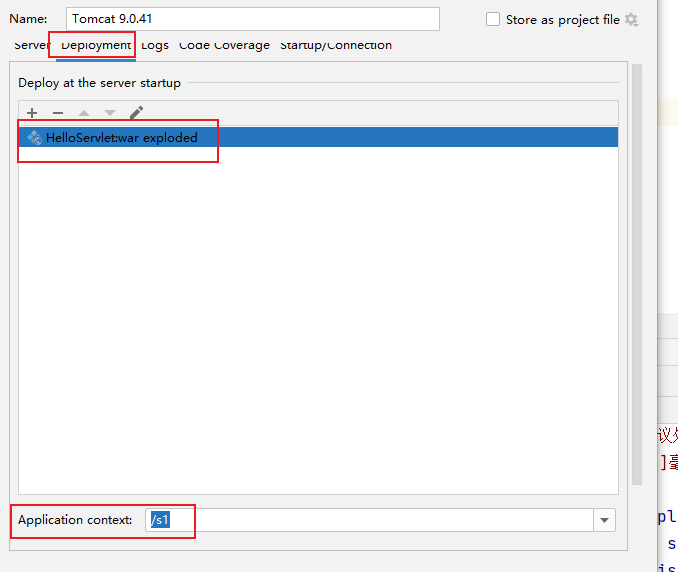 Name: Tomcat 9.0.41 Store as project file
Server Deployment Logs Code Coverage Startup/Connection
Deploy at the server startup
HelloServlet:war exploded
议
]毫
pl
Application context: /s1
s
is